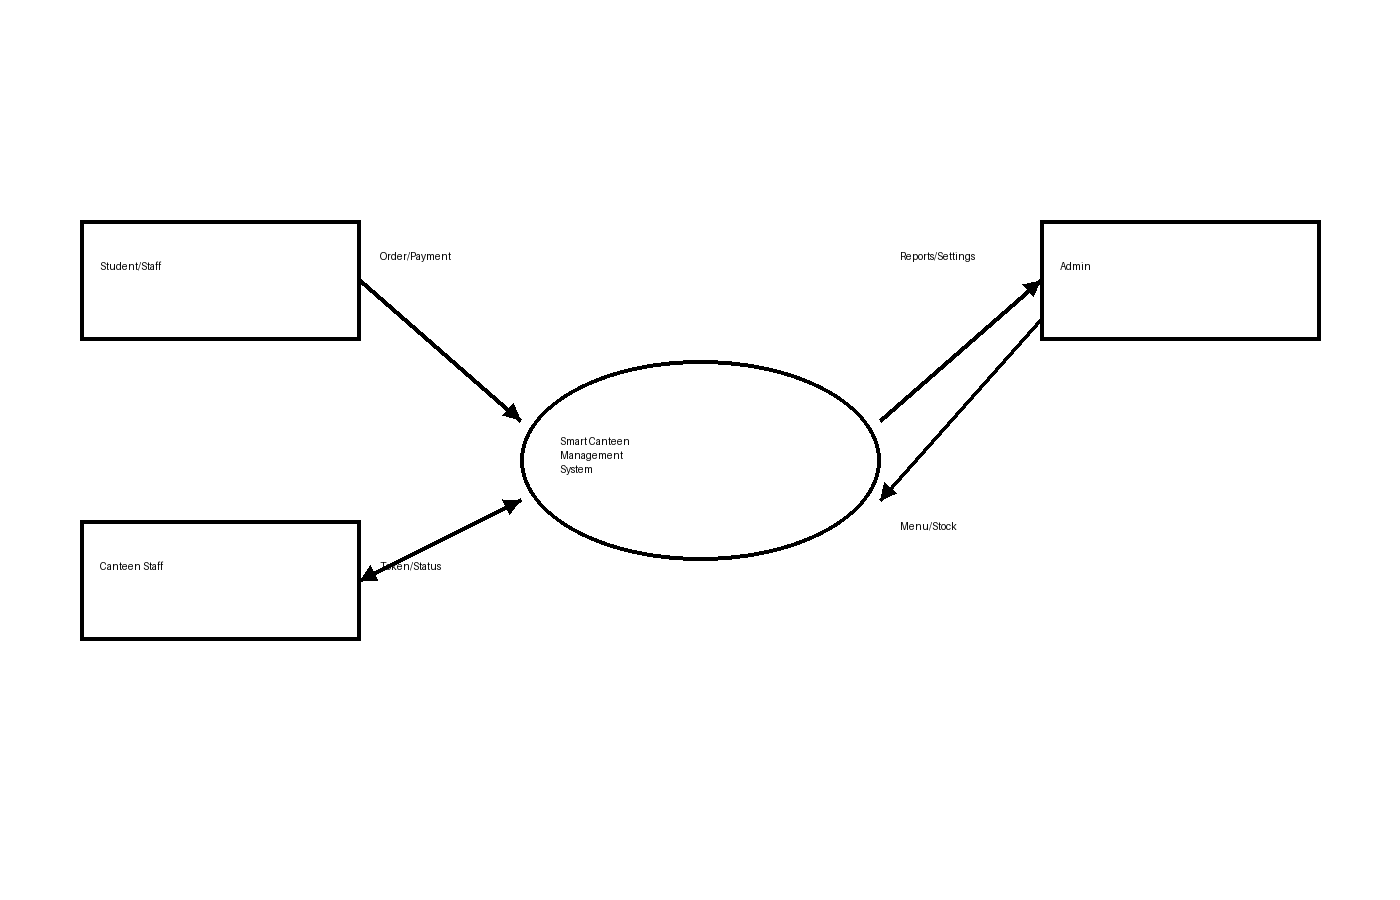 Student/Staff
Order/Payment
Reports/Settings
Admin
Smart Canteen
Management
System
Menu/Stock
Canteen Staff
Token/Status